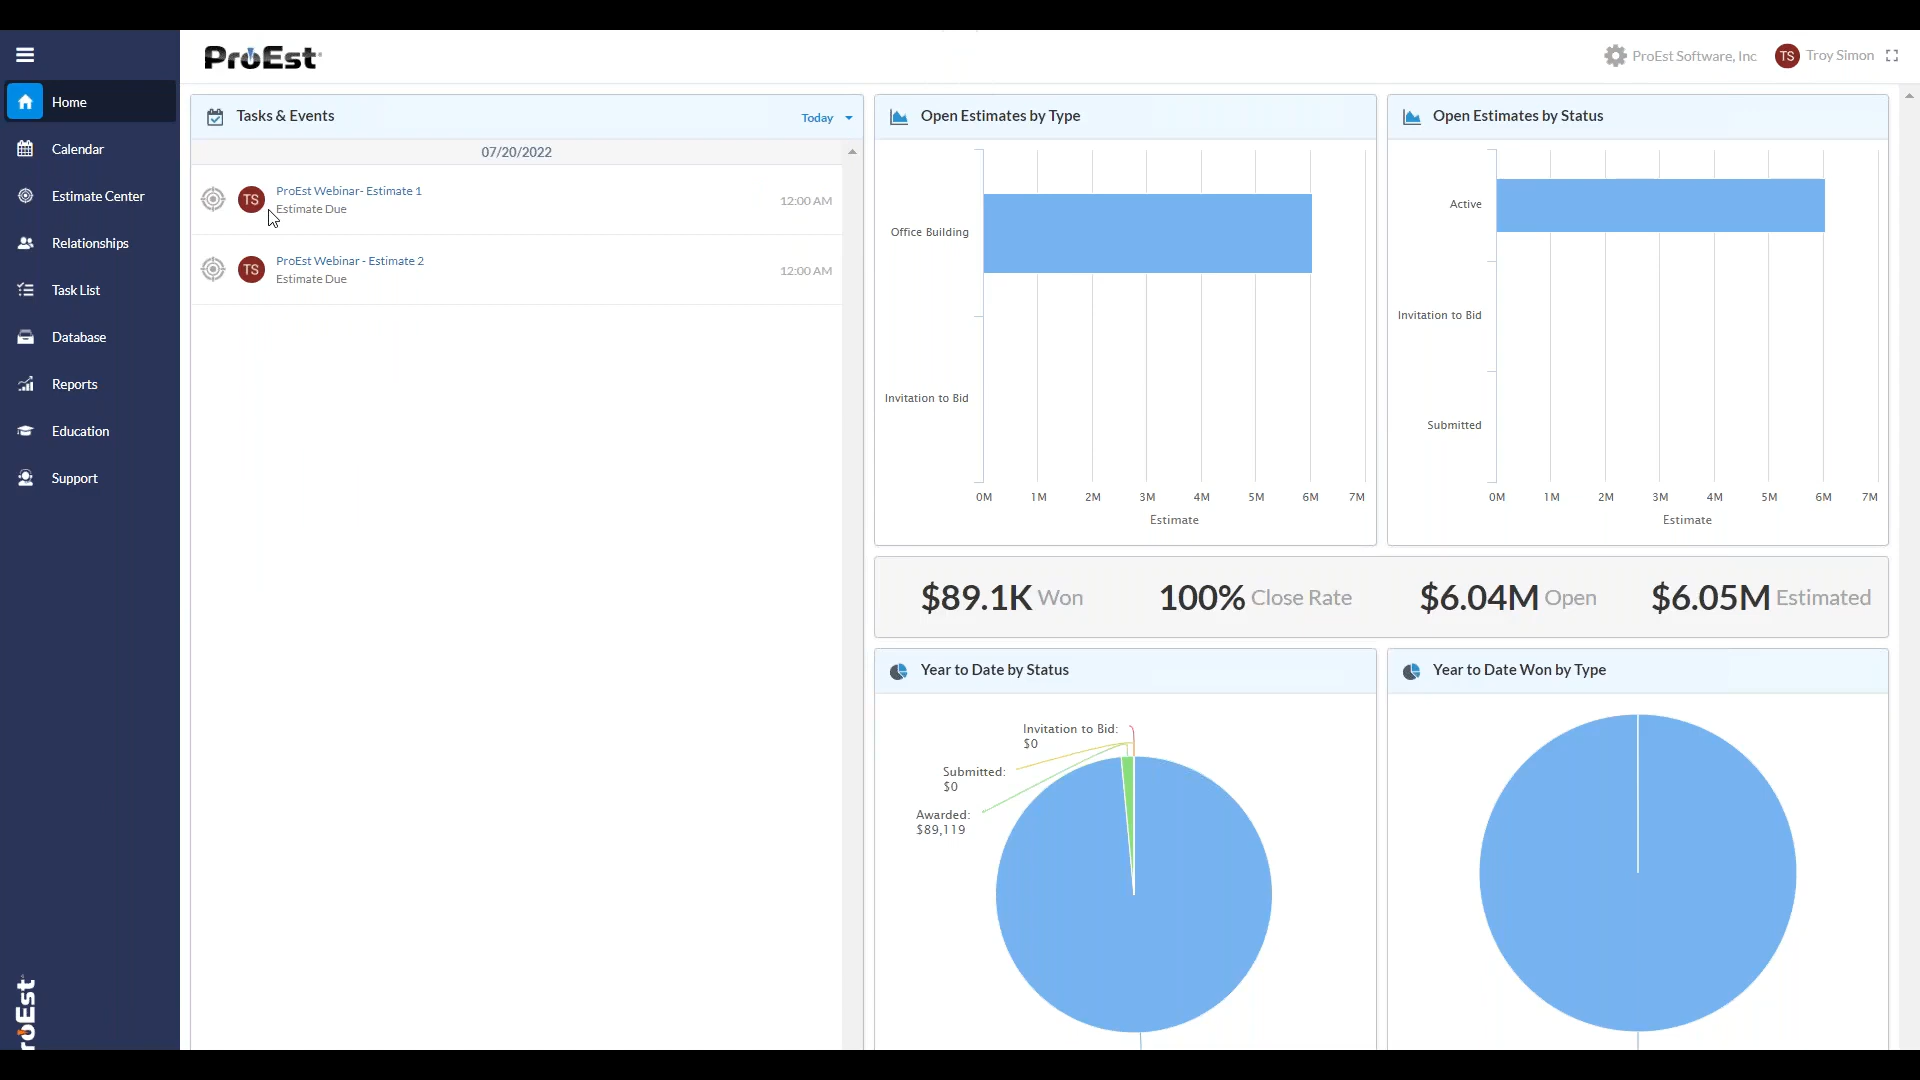 ProEst
ProEst Software, Inc
TS
Troy Simon
Home
Calendar
Estimate Center
Relationships
Task List
Database
Reports
Education
Support
Tasks & Events
Today
07/20/2022
TS
ProEst Webinar- Estimate 1
Estimate Due
12:00 AM
TS
ProEst Webinar - Estimate 2
Estimate Due
12:00 AM
Open Estimates by Type
Office Building
Invitation to Bid
0M 1M 2M 3M 4M 5M 6M 7M
Estimate
Open Estimates by Status
Active
Invitation to Bid
Submitted
0M 1M 2M 3M 4M 5M 6M 7M
Estimate
$89.1K Won
100% Close Rate
$6.04M Open
$6.05M Estimated
Year to Date by Status
Invitation to Bid:
$0
Submitted:
$0
Awarded:
$89,119
Year to Date Won by Type
roEst